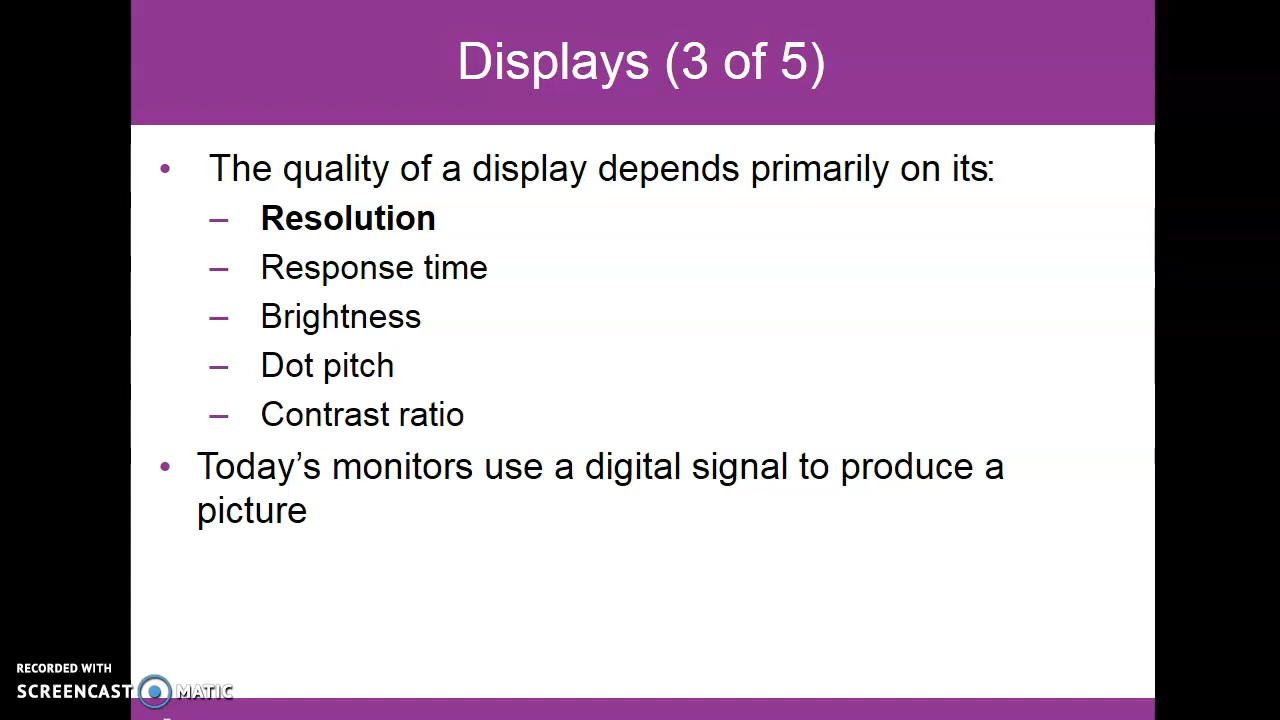 Displays (3 of 5)
• The quality of a display depends primarily on its:
– Resolution
– Response time
– Brightness
– Dot pitch
– Contrast ratio
• Today’s monitors use a digital signal to produce a
picture
RECORDED WITH
SCREENCAST MATIC